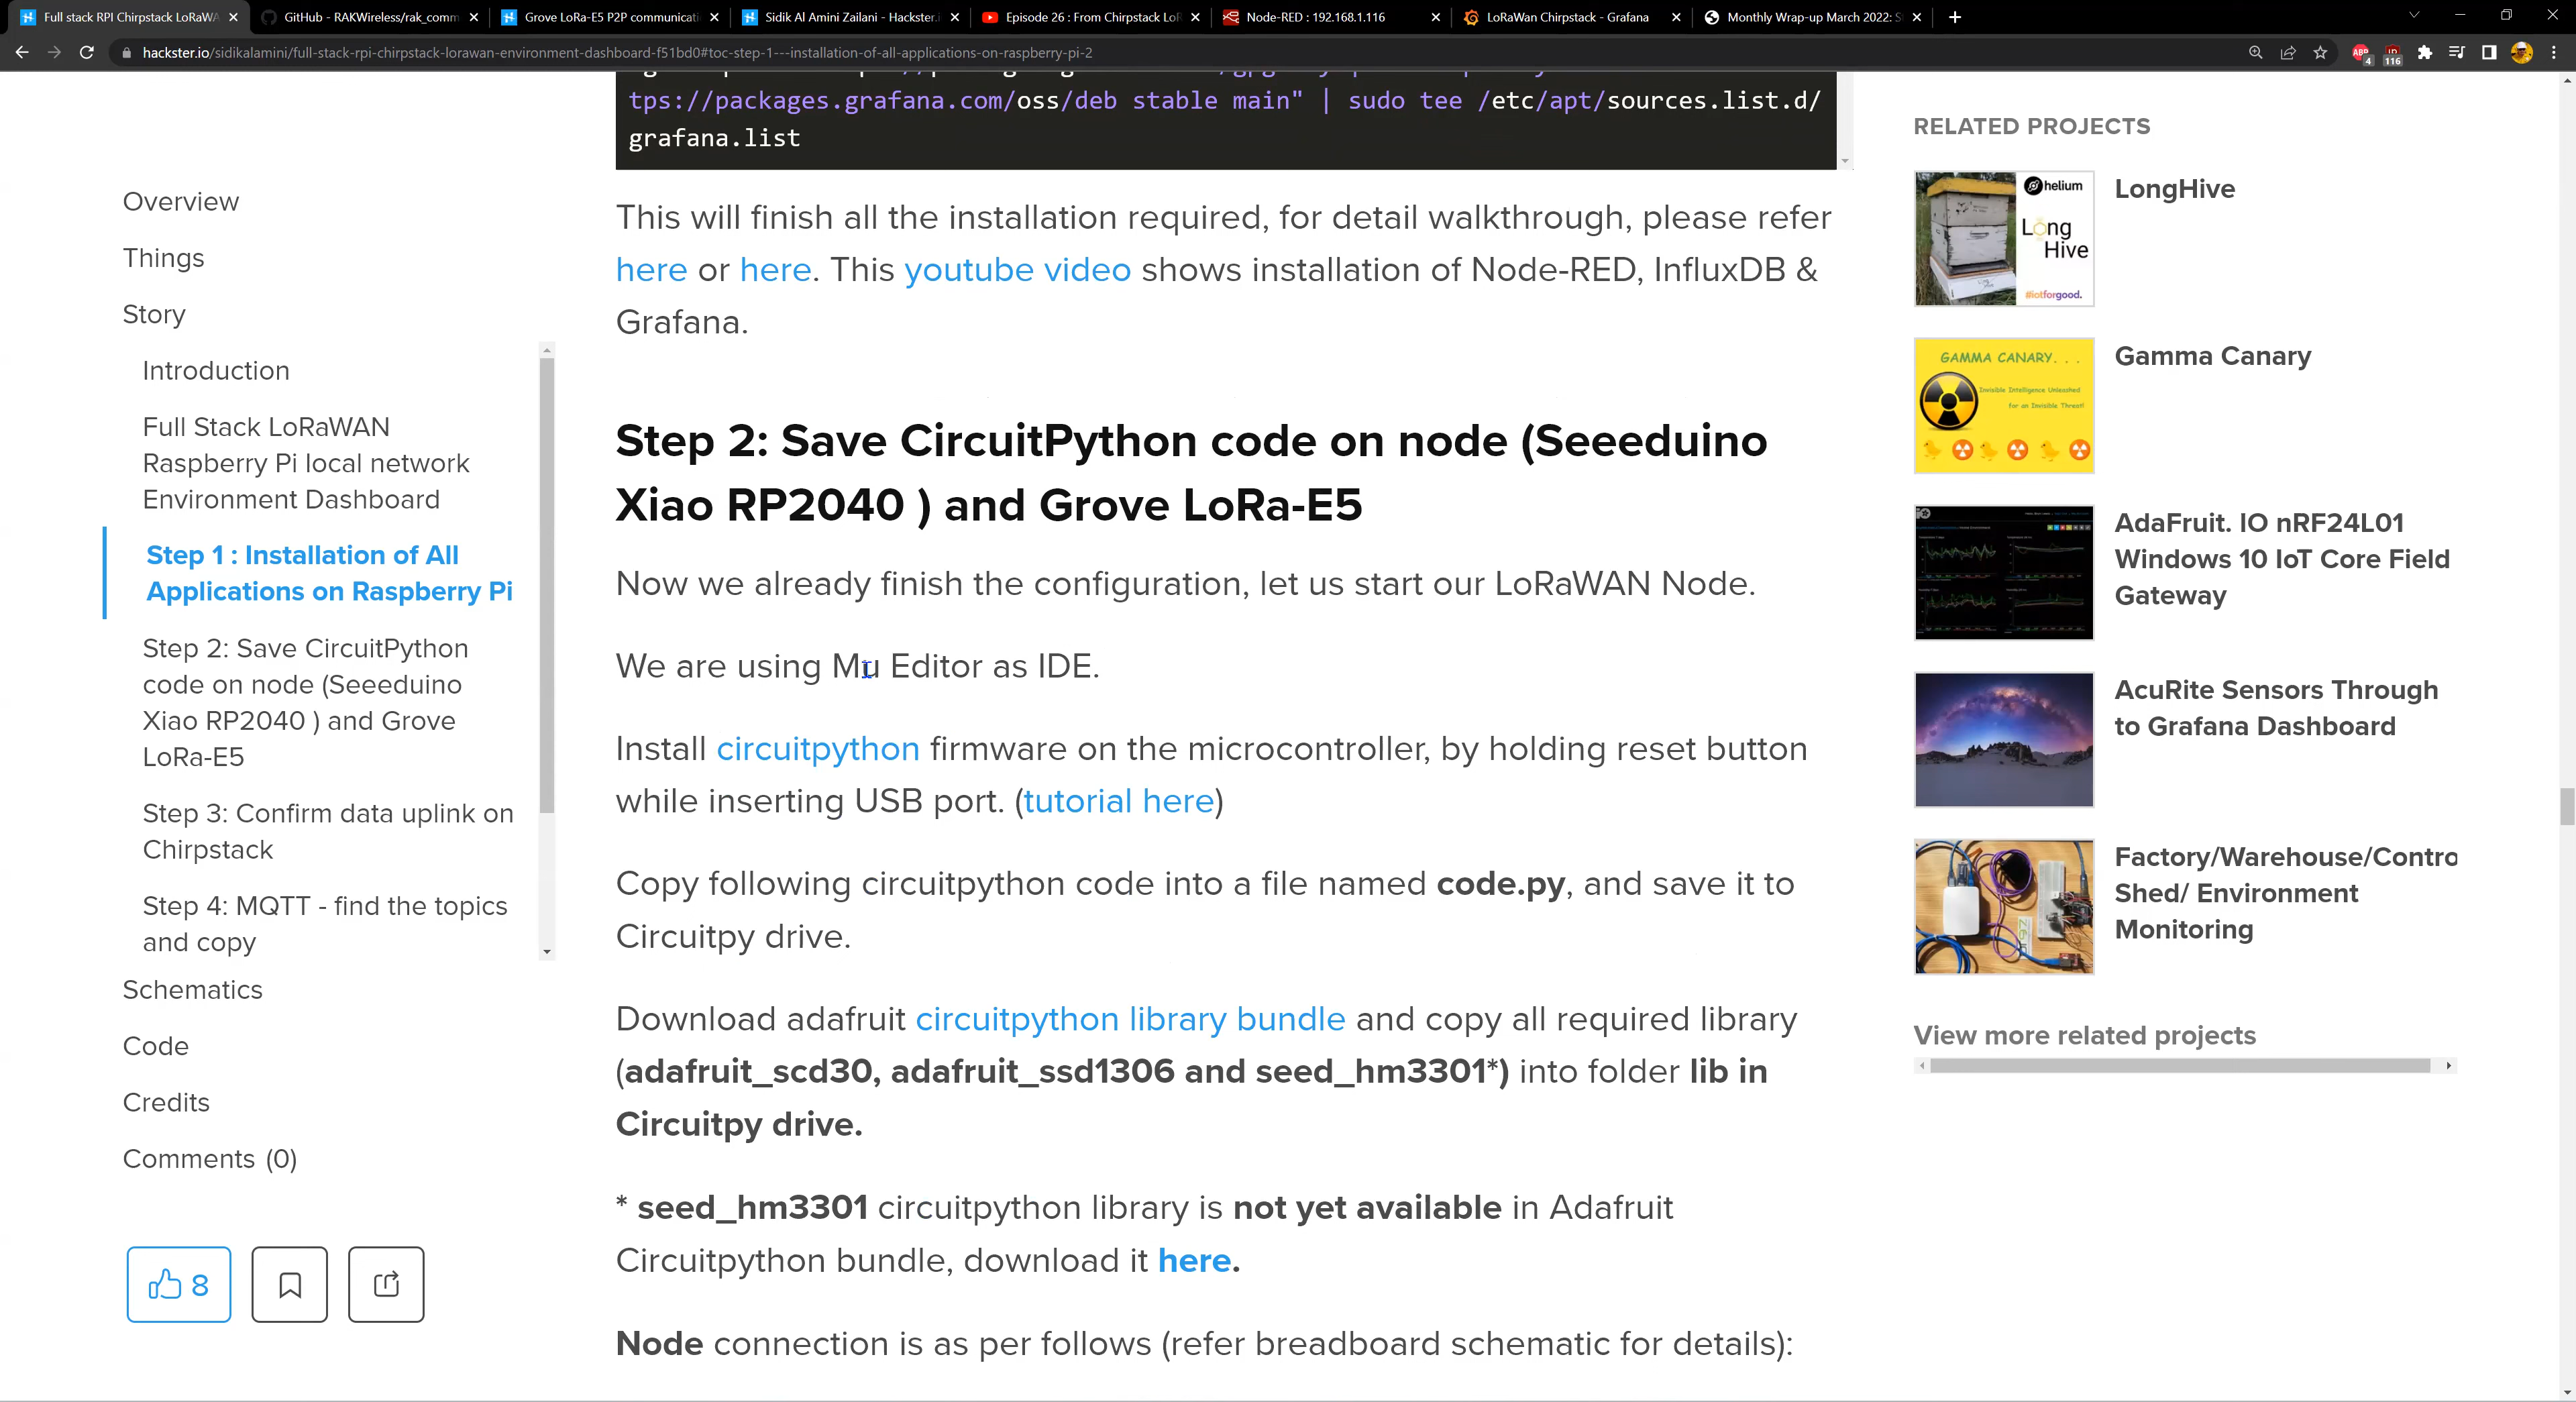 Full stack RPI Chirpstack LoRaWA
GitHub - RAKWireless/rak_comm
Grove LoRa-E5 P2P communicati
Sidik Al Amini Zailani - Hackster.i
Episode 26 : From Chirpstack LoR
Node-RED : 192.168.1.116
LoRaWan Chirpstack - Grafana
Monthly Wrap-up March 2022: S
hackster.io/sidikalamini/full-stack-rpi-chirpstack-lorawan-environment-dashboard-f51bd0#toc-step-1---installation-of-all-applications-on-raspberry-pi-2
ABP
4
116
tps://packages.grafana.com/oss/deb stable main" | sudo tee /etc/apt/sources.list.d/
grafana.list
Overview
Things
Story
Introduction
Full Stack LoRaWAN
Raspberry Pi local network
Environment Dashboard
Step 1 : Installation of All
Applications on Raspberry Pi
Step 2: Save CircuitPython
code on node (Seeeduino
Xiao RP2040 ) and Grove
LoRa-E5
Step 3: Confirm data uplink on
Chirpstack
Step 4: MQTT - find the topics
and copy
Schematics
Code
Credits
Comments (0)
8
This will finish all the installation required, for detail walkthrough, please refer
here or here. This youtube video shows installation of Node-RED, InfluxDB &
Grafana.
Step 2: Save CircuitPython code on node (Seeeduino
Xiao RP2040 ) and Grove LoRa-E5
Now we already finish the configuration, let us start our LoRaWAN Node.
We are using Mu Editor as IDE.
Install circuitpython firmware on the microcontroller, by holding reset button
while inserting USB port. (tutorial here)
Copy following circuitpython code into a file named code.py, and save it to
Circuitpy drive.
Download adafruit circuitpython library bundle and copy all required library
(adafruit_scd30, adafruit_ssd1306 and seed_hm3301*) into folder lib in
Circuitpy drive.
* seed_hm3301 circuitpython library is not yet available in Adafruit
Circuitpython bundle, download it here.
Node connection is as per follows (refer breadboard schematic for details):
RELATED PROJECTS
helium
Long
Hive
#iotforgood.
LongHive
GAMMA CANARY. . .
Invisible Intelligence Unleashed
for an Invisible Threat!
Gamma Canary
AdaFruit. IO nRF24L01
Windows 10 IoT Core Field
Gateway
AcuRite Sensors Through
to Grafana Dashboard
Factory/Warehouse/Contro
Shed/ Environment
Monitoring
View more related projects